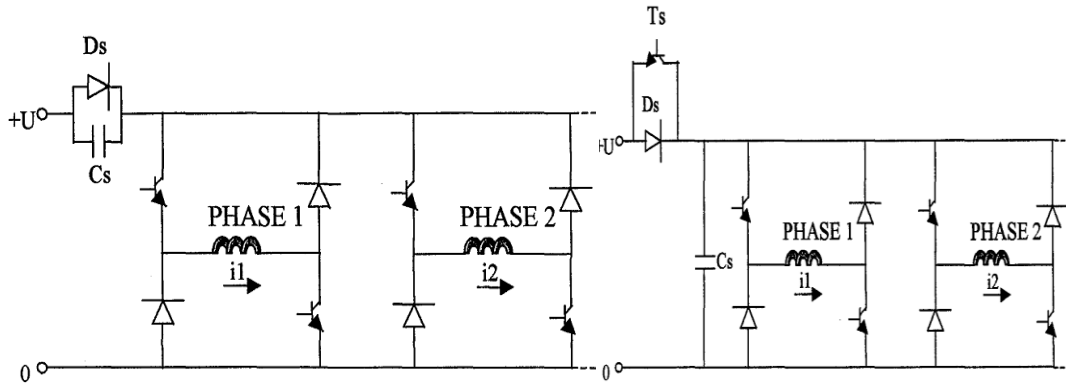 Ds
+U
Cs
PHASE 1
i1
PHASE 2
i2
0
Ts
Ds
+U
Cs
PHASE 1
i1
PHASE 2
i2
0